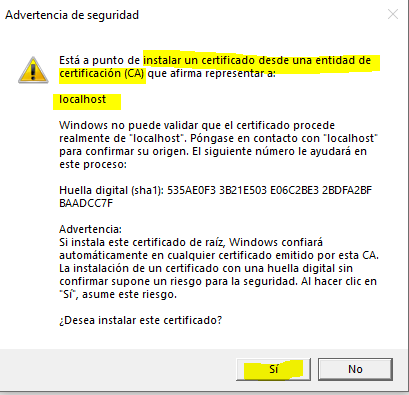 Advertencia de seguridad
Está a punto de instalar un certificado desde una entidad de
certificación (CA) que afirma representar a:
localhost
Windows no puede validar que el certificado procede
realmente de "localhost". Póngase en contacto con "localhost"
para confirmar su origen. El siguiente número le ayudará en
este proceso:
Huella digital (sha1): 535AE0F3 3B21E503 E06C2BE3 2BDFA2BF
BAADCC7F
Advertencia:
Si instala este certificado de raíz, Windows confiará
automáticamente en cualquier certificado emitido por esta CA.
La instalación de un certificado con una huella digital sin
confirmar supone un riesgo para la seguridad. Al hacer clic en
"Sí", asume este riesgo.
¿Desea instalar este certificado?
Sí
No